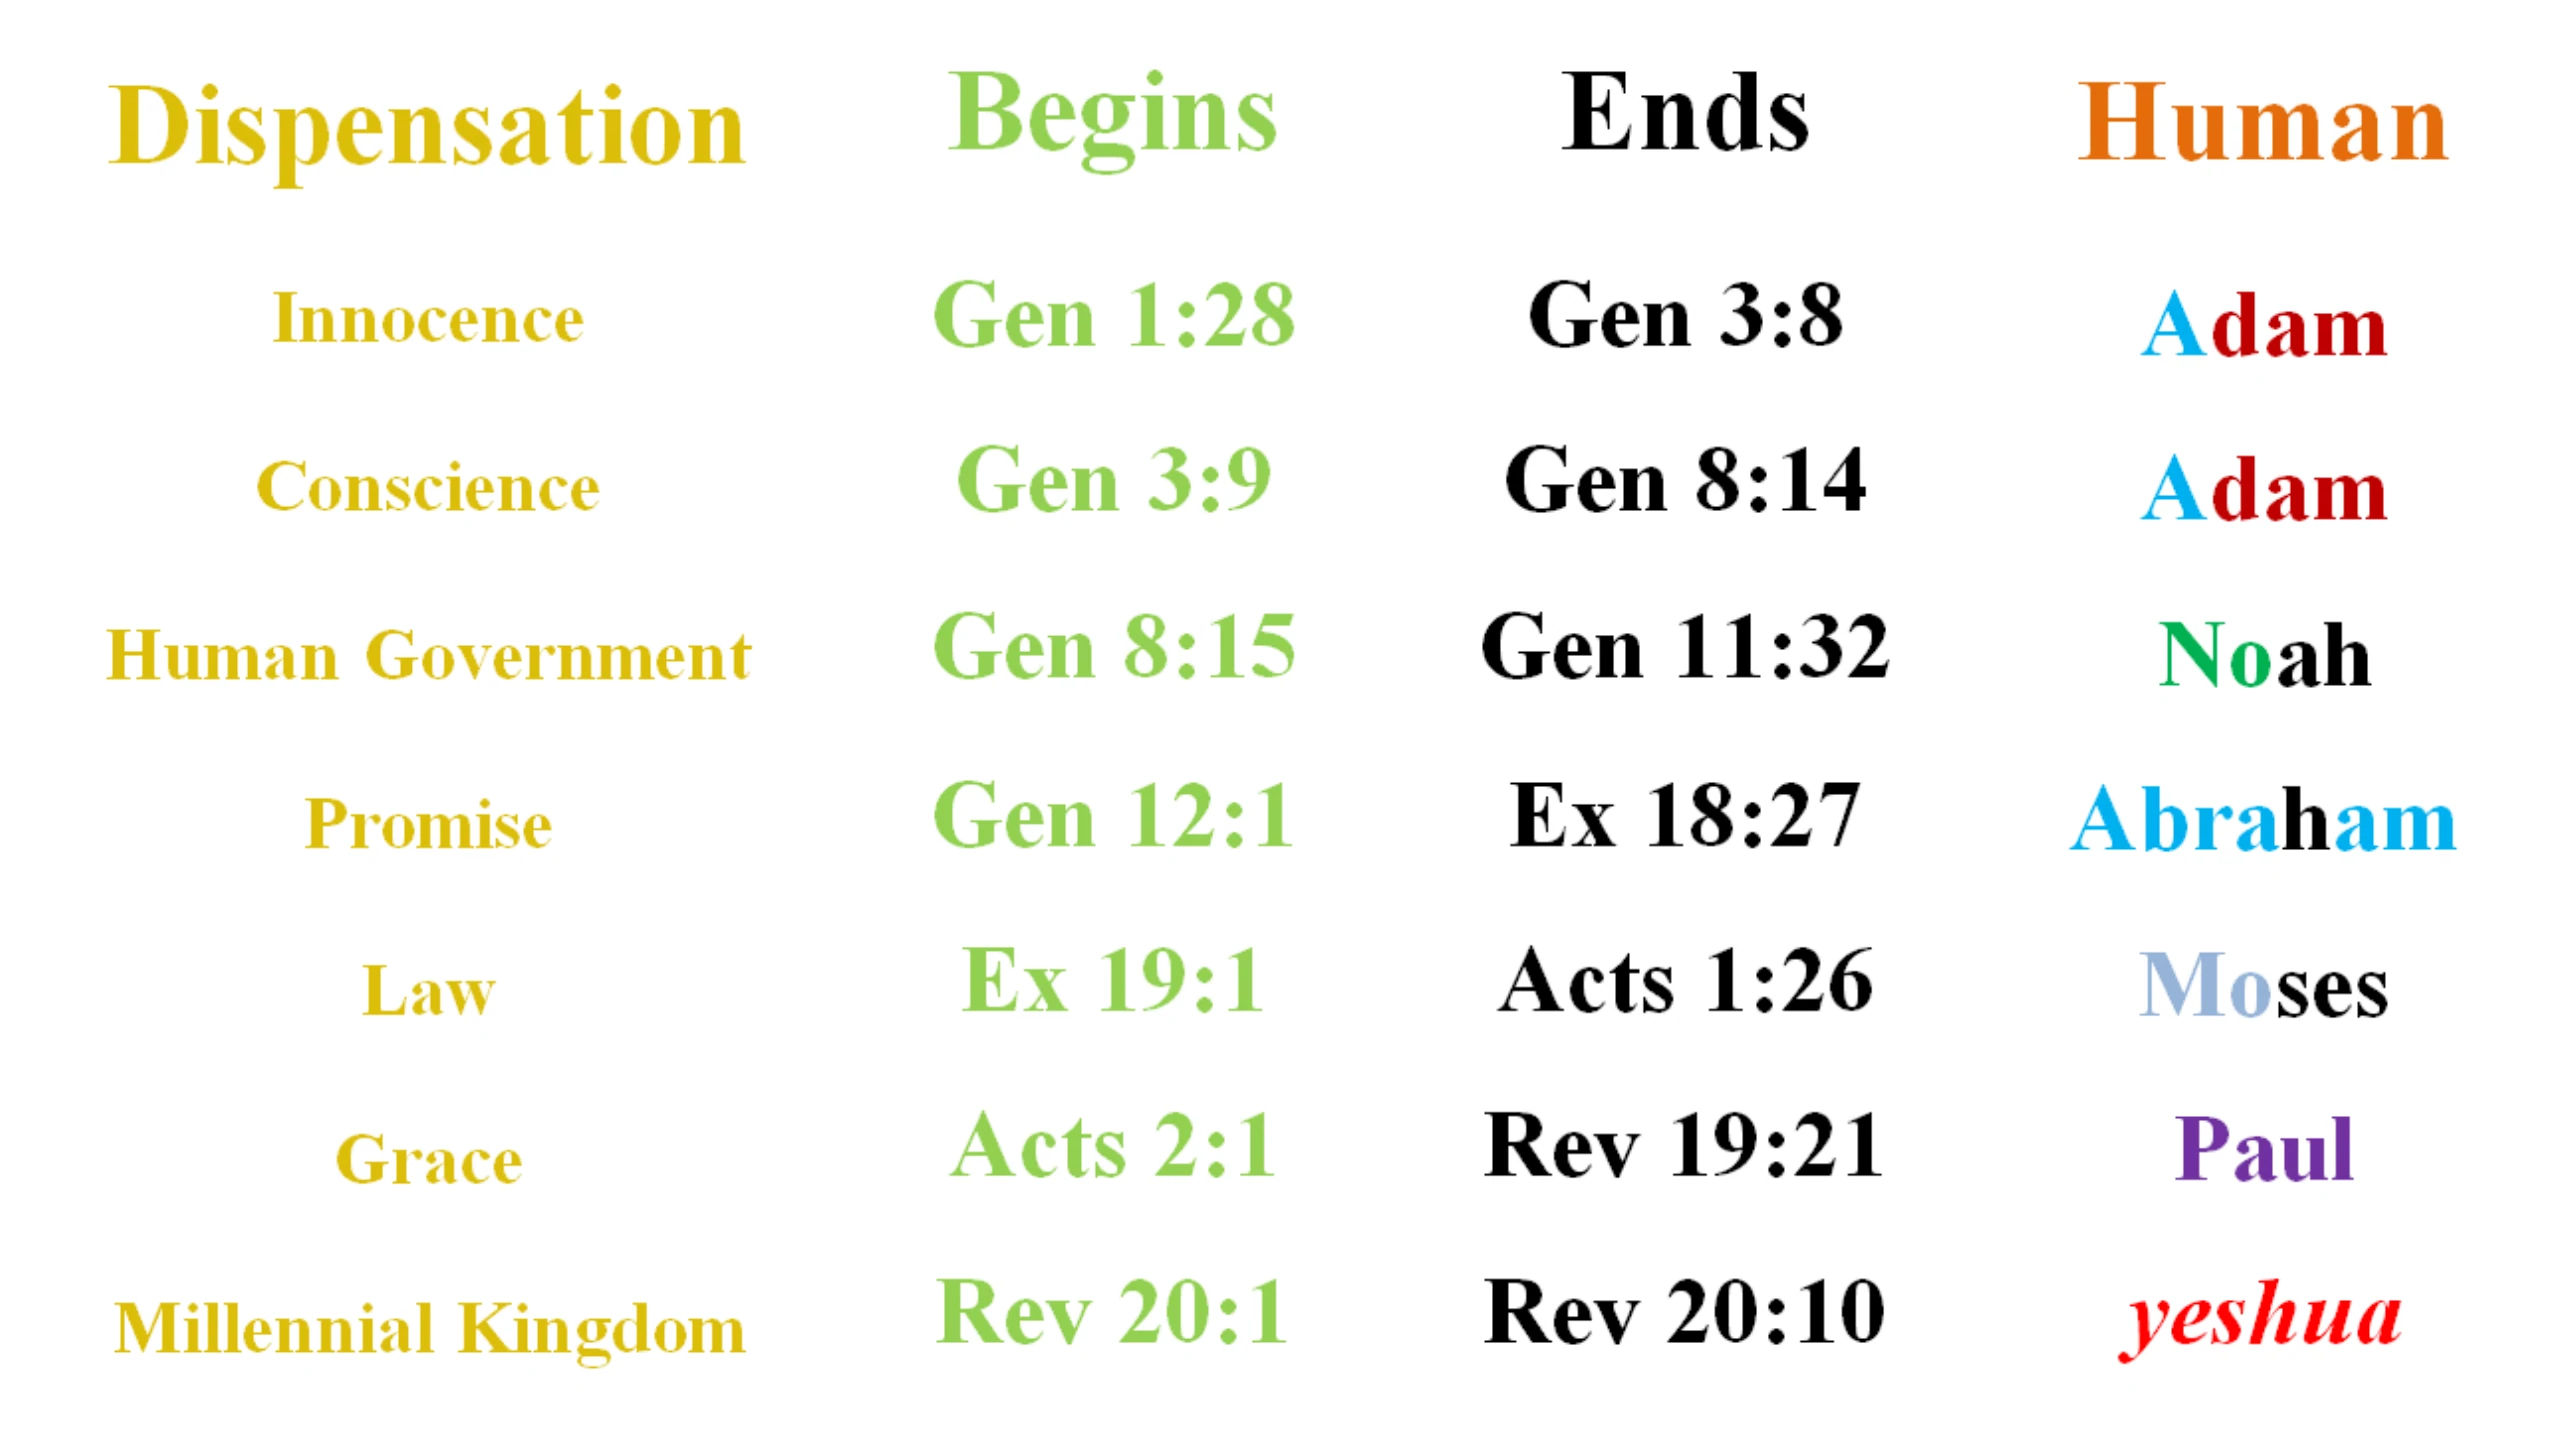 Dispensation Begins Ends Human
Innocence Gen 1:28 Gen 3:8 Adam
Conscience Gen 3:9 Gen 8:14 Adam
Human Government Gen 8:15 Gen 11:32 Noah
Promise Gen 12:1 Ex 18:27 Abraham
Law Ex 19:1 Acts 1:26 Moses
Grace Acts 2:1 Rev 19:21 Paul
Millennial Kingdom Rev 20:1 Rev 20:10 yeshua